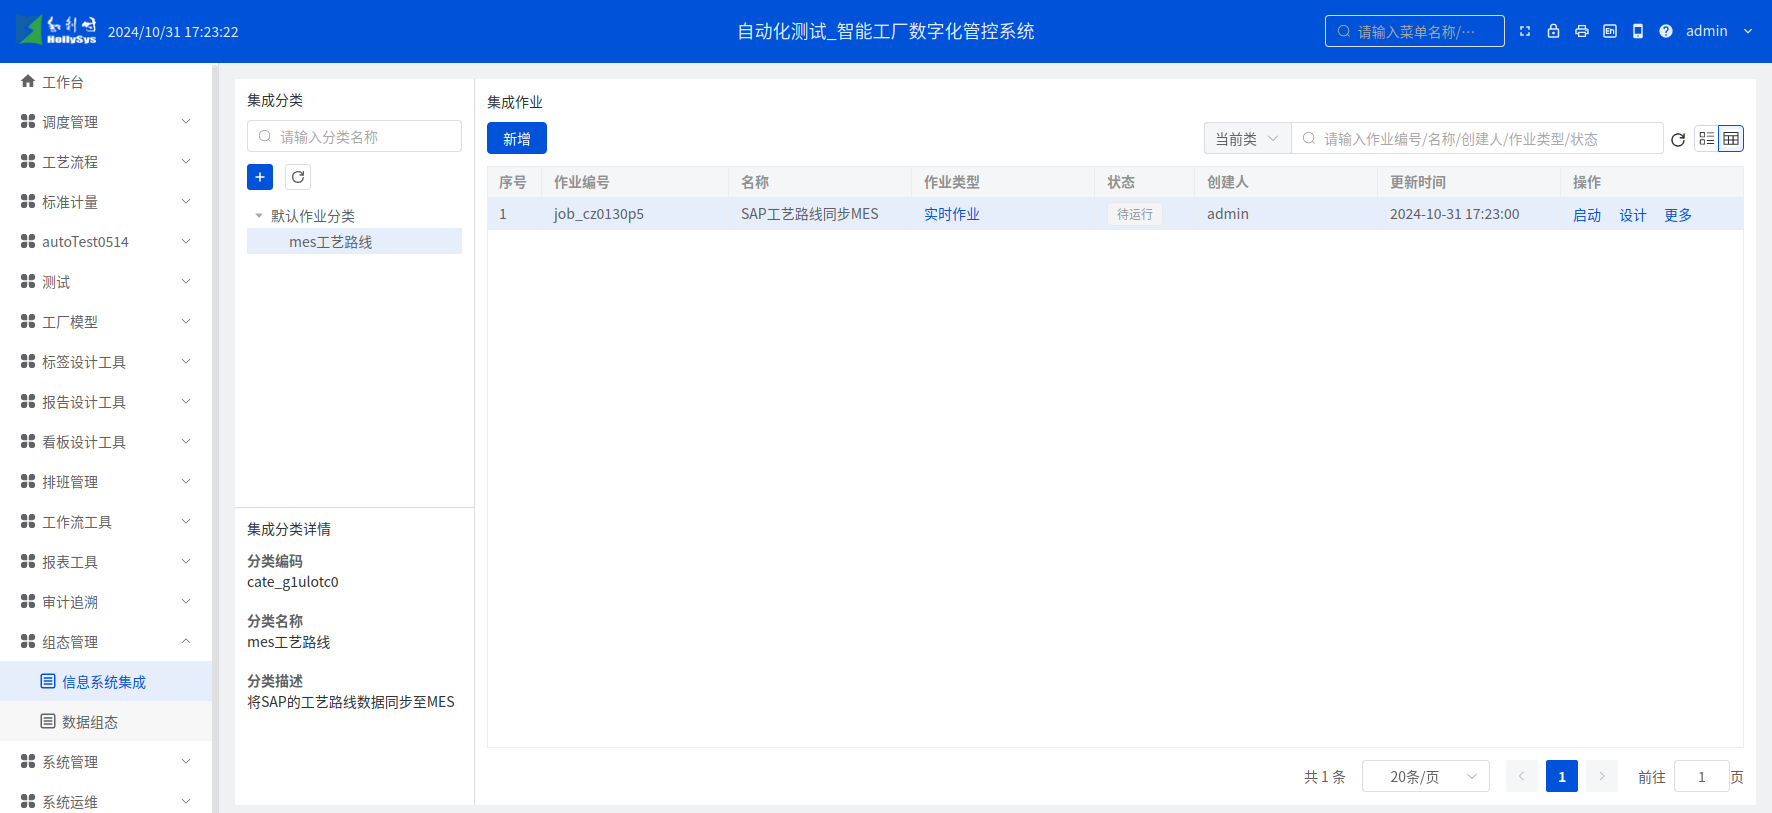 和利时
HollySys
2024/10/31 17:23:22
自动化测试_智能工厂数字化管控系统
请输入菜单名称/···
En
admin
工作台
调度管理
工艺流程
标准计量
autoTest0514
测试
工厂模型
标签设计工具
报告设计工具
看板设计工具
排班管理
工作流工具
报表工具
审计追溯
组态管理
信息系统集成
数据组态
系统管理
系统运维
集成分类
请输入分类名称
默认作业分类
mes工艺路线
集成分类详情
分类编码
cate_g1ulotc0
分类名称
mes工艺路线
分类描述
将SAP的工艺路线数据同步至MES
集成作业
新增
当前类
请输入作业编号/名称/创建人/作业类型/状态
序号 作业编号 名称 作业类型 状态 创建人 更新时间 操作
1 job_cz0130p5 SAP工艺路线同步MES 实时作业 待运行 admin 2024-10-31 17:23:00 启动 设计 更多
共 1 条 20条/页 1 前往 1 页